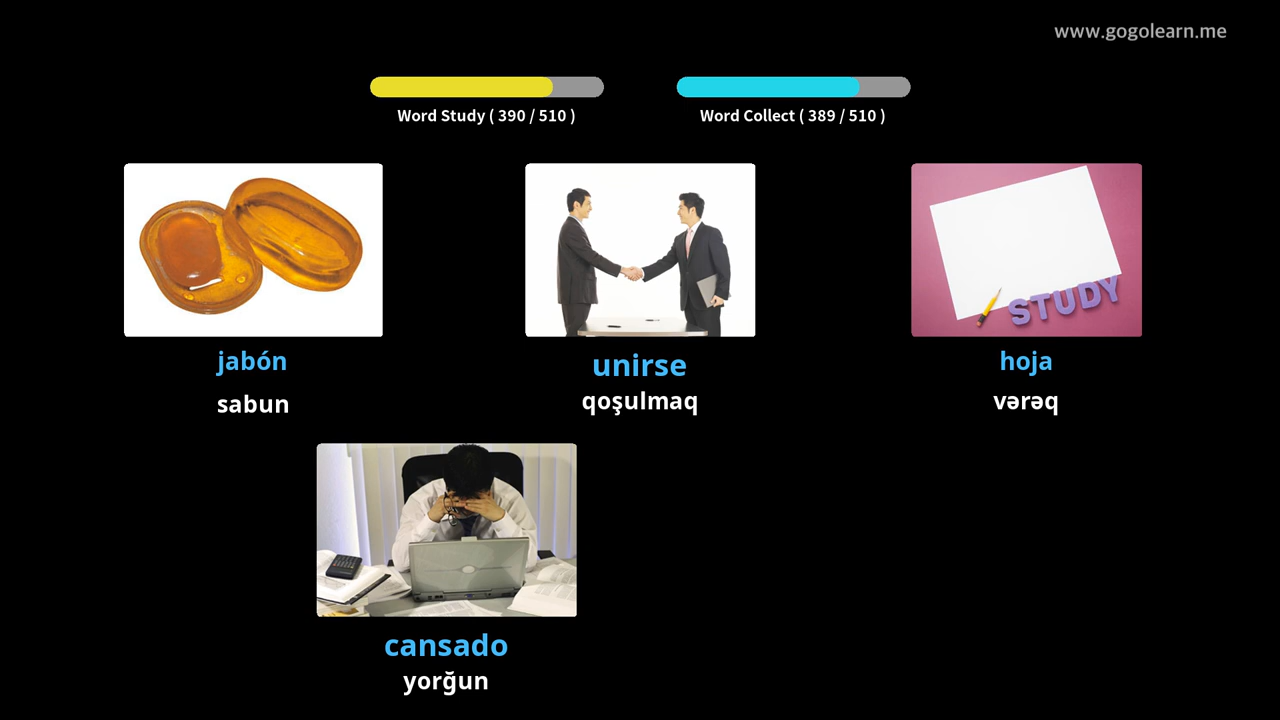 www.gogolearn.me
Word Study ( 390 / 510 )
Word Collect ( 389 / 510 )
STUDY
jabón
sabun
unirse
qoşulmaq
hoja
vərəq
cansado
yorğun